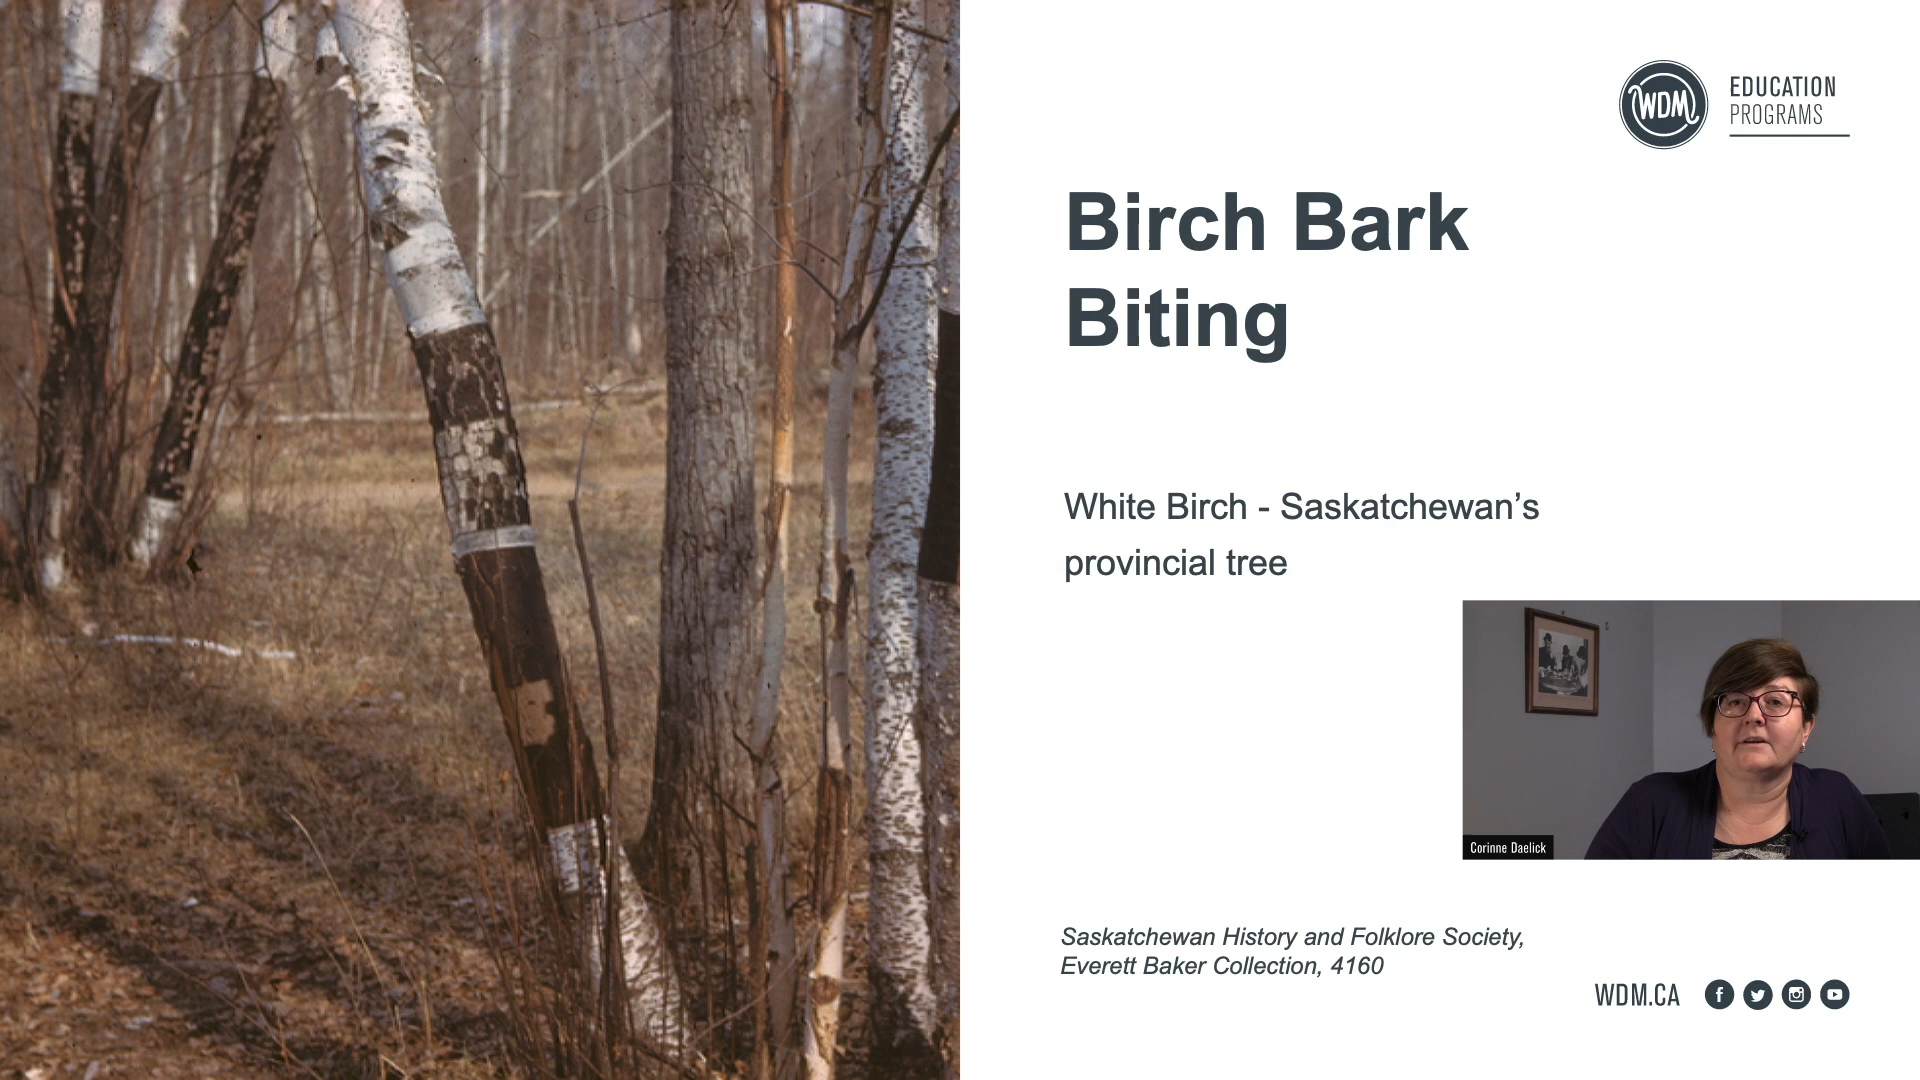 WDM
EDUCATION
PROGRAMS
Birch Bark
Biting
White Birch - Saskatchewan’s
provincial tree
Corinne Daelick
Saskatchewan History and Folklore Society,
Everett Baker Collection, 4160
WDM.CA